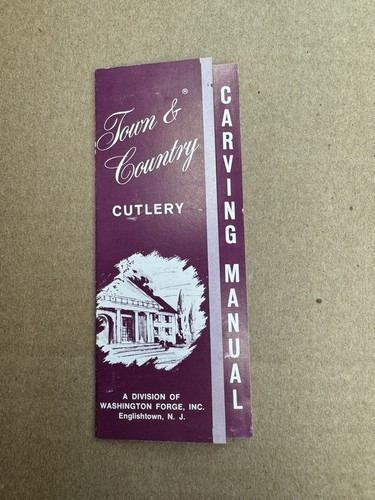 Town & ®
Country
CUTLERY
A DIVISION OF
WASHINGTON FORGE, INC.
Englishtown, N. J.
CARVING MANUAL